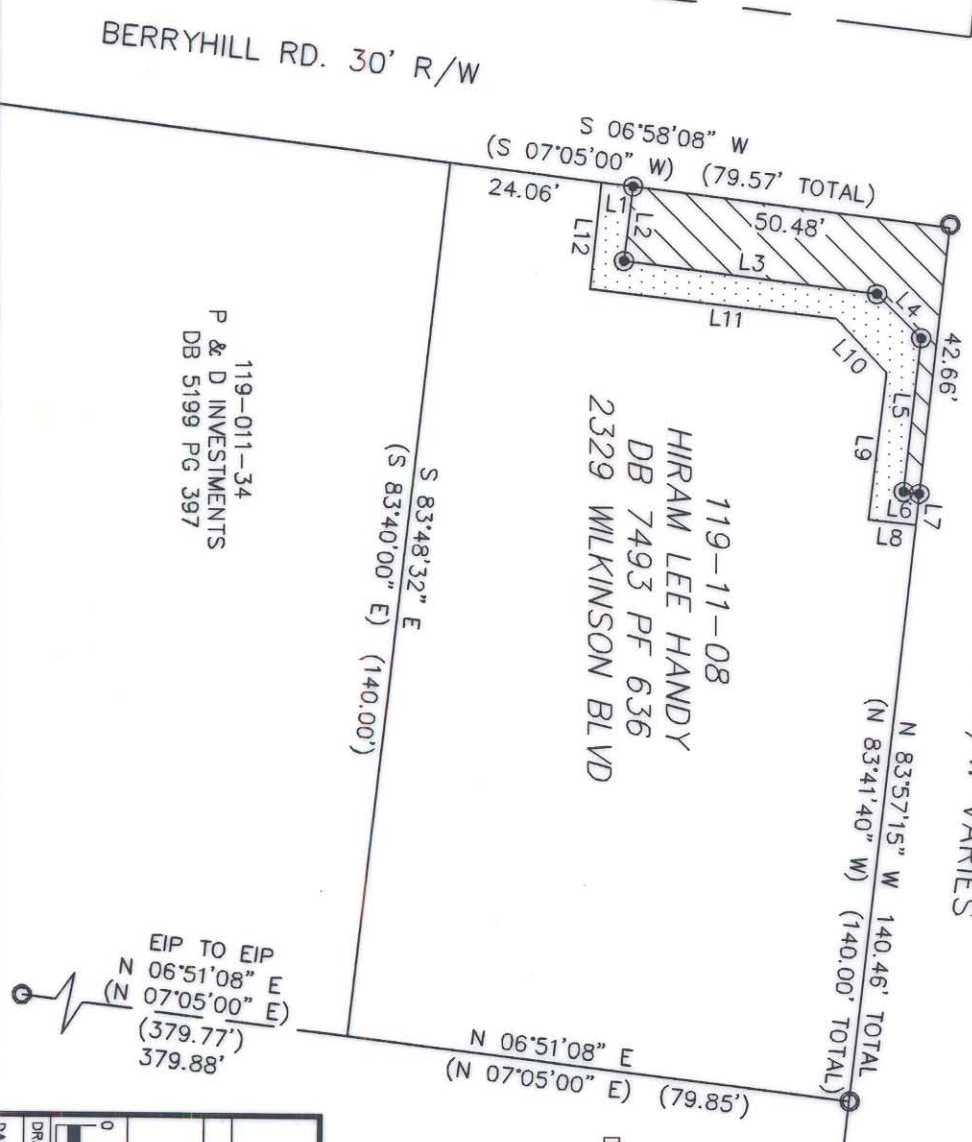 BERRYHILL RD. 30' R/W
S 06°58'08" W
(S 07°05'00" W) (79.57' TOTAL)
24.06'
50.48'
L1
L2
L3
L4
L5
L6
L7
L8
L9
L10
L11
L12
42.66'
119-11-08
HIRAM LEE HANDY
DB 7493 PF 636
2329 WILKINSON BLVD
119-011-34
P & D INVESTMENTS
DB 5199 PG 397
S 83°48'32" E
(S 83°40'00" E) (140.00')
N 83°57'15" W 140.46' TOTAL
(N 83°41'40" W) (140.00' TOTAL)
VARIES
EIP TO EIP
N 06°51'08" E
(N 07°05'00" E)
(379.77')
379.88'
N 06°51'08" E
(N 07°05'00" E) (79.85')
0
DR